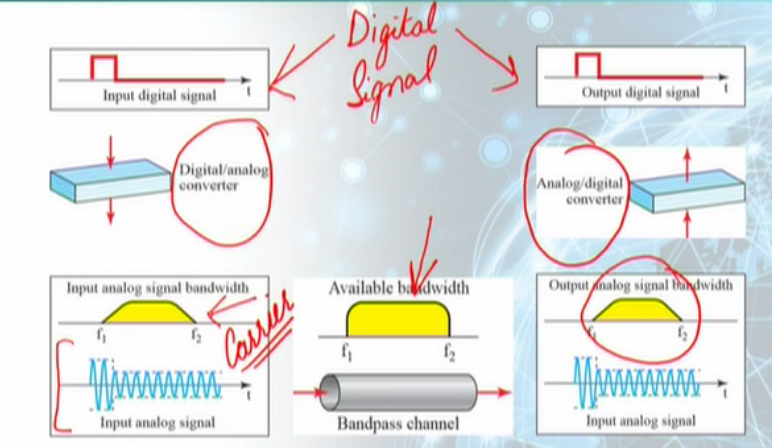 Digital
Signal
Input digital signal
t
Output digital signal
t
Digital/analog
converter
Analog/digital
converter
Input analog signal bandwidth
f1
f2
Carrier
t
Input analog signal
Available bandwidth
f1
f2
Bandpass channel
Output analog signal bandwidth
f1
f2
t
Input analog signal